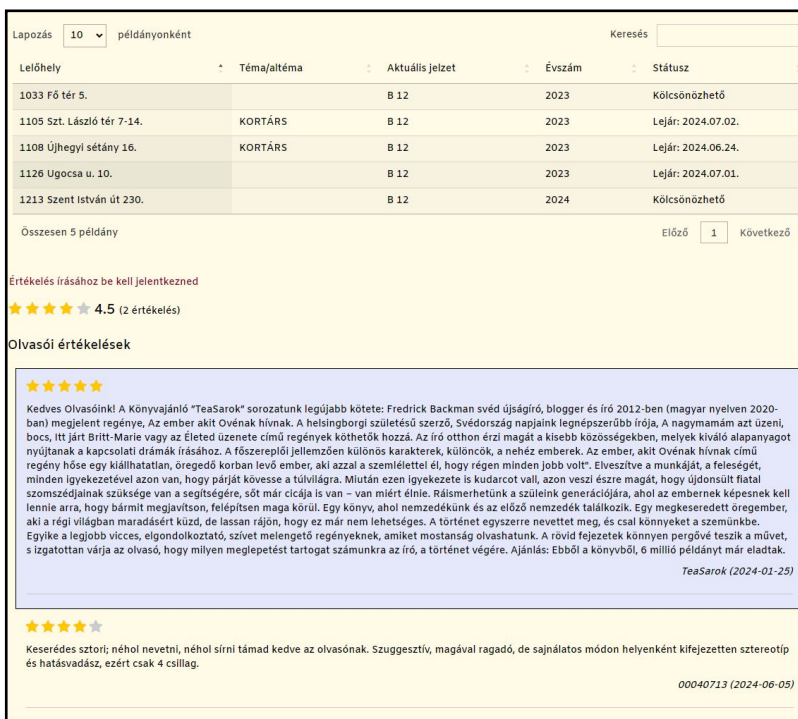 Lapozás 10 példányonként Keresés
Lelőhely Téma/altéma Aktuális jelzet Évszám Státusz
1033 Fő tér 5. B 12 2023 Kölcsönözhető
1105 Szt. László tér 7-14. KORTÁRS B 12 2023 Lejár: 2024.07.02.
1108 Újhegyi sétány 16. KORTÁRS B 12 2023 Lejár: 2024.06.24.
1126 Ugocsa u. 10. B 12 2023 Lejár: 2024.07.01.
1213 Szent István út 230. B 12 2024 Kölcsönözhető
Összesen 5 példány Előző 1 Következő
Értékelés írásához be kell jelentkezned
4.5 (2 értékelés)
Olvasói értékelések
Kedves Olvasóink! A Könyvajánló "TeaSarok" sorozatunk legújabb kötete: Fredrick Backman svéd újságíró, blogger és író 2012-ben (magyar nyelven 2020-
ban) megjelent regénye, Az ember akit Ovénak hívnak. A helsingborgi születésű szerző, Svédország napjaink legnépszerűbb írója, A nagymamám azt üzeni,
bocs, Itt járt Britt-Marie vagy az Életed üzenete című regények köthetők hozzá. Az író otthon érzi magát a kisebb közösségekben, melyek kiváló alapanyagot
nyújtanak a kapcsolati drámák írásához. A főszereplői jellemzően különös karakterek, különcök, a nehéz emberek. Az ember, akit Ovénak hívnak című
regény hőse egy kiállhatatlan, öregedő korban levő ember, aki azzal a szemlélettel él, hogy régen minden jobb volt". Elveszítve a munkáját, a feleségét,
minden igyekezetével azon van, hogy párját kövesse a túlvilágra. Miután ezen igyekezete is kudarcot vall, azon veszi észre magát, hogy újdonsült fiatal
szomszédjainak szüksége van a segítségére, sőt már cicája is van – van miért élnie. Ráismerhetünk a szüleink generációjára, ahol az embernek képesnek kell
lennie arra, hogy bármit megjavítson, felépítsen maga körül. Egy könyv, ahol nemzedékünk és az előző nemzedék találkozik. Egy megkeseredett öregember,
aki a régi világban maradásért küzd, de lassan rájön, hogy ez már nem lehetséges. A történet egyszerre nevettet meg, és csal könnyeket a szemünkbe.
Egyike a legjobb vicces, elgondolkoztató, szívet melengető regényeknek, amiket mostanság olvashatunk. A rövid fejezetek könnyen pergővé teszik a művet,
s izgatottan várja az olvasó, hogy milyen meglepetést tartogat számunkra az író, a történet végére. Ajánlás: Ebből a könyvből, 6 millió példányt már eladtak.
TeaSarok (2024-01-25)
Keserédes sztori; néhol nevetni, néhol sírni támad kedve az olvasónak. Szuggesztív, magával ragadó, de sajnálatos módon helyenként kifejezetten sztereotíp
és hatásvadász, ezért csak 4 csillag.
00040713 (2024-06-05)